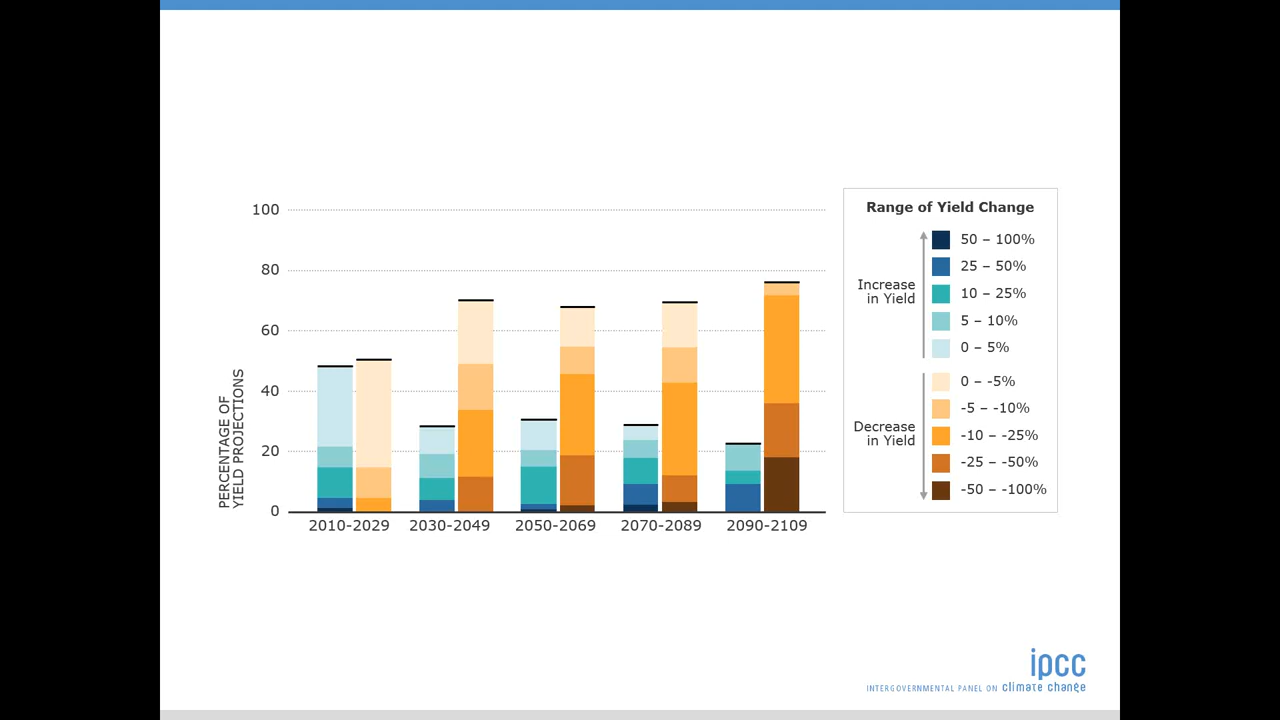 100
80
60
40
20
0
PERCENTAGE OF
YIELD PROJECTIONS
2010-2029
2030-2049
2050-2069
2070-2089
2090-2109
Range of Yield Change
Increase
in Yield
50 – 100%
25 – 50%
10 – 25%
5 – 10%
0 – 5%
Decrease
in Yield
0 – -5%
-5 – -10%
-10 – -25%
-25 – -50%
-50 – -100%
ipcc
INTERGOVERNMENTAL PANEL ON climate change